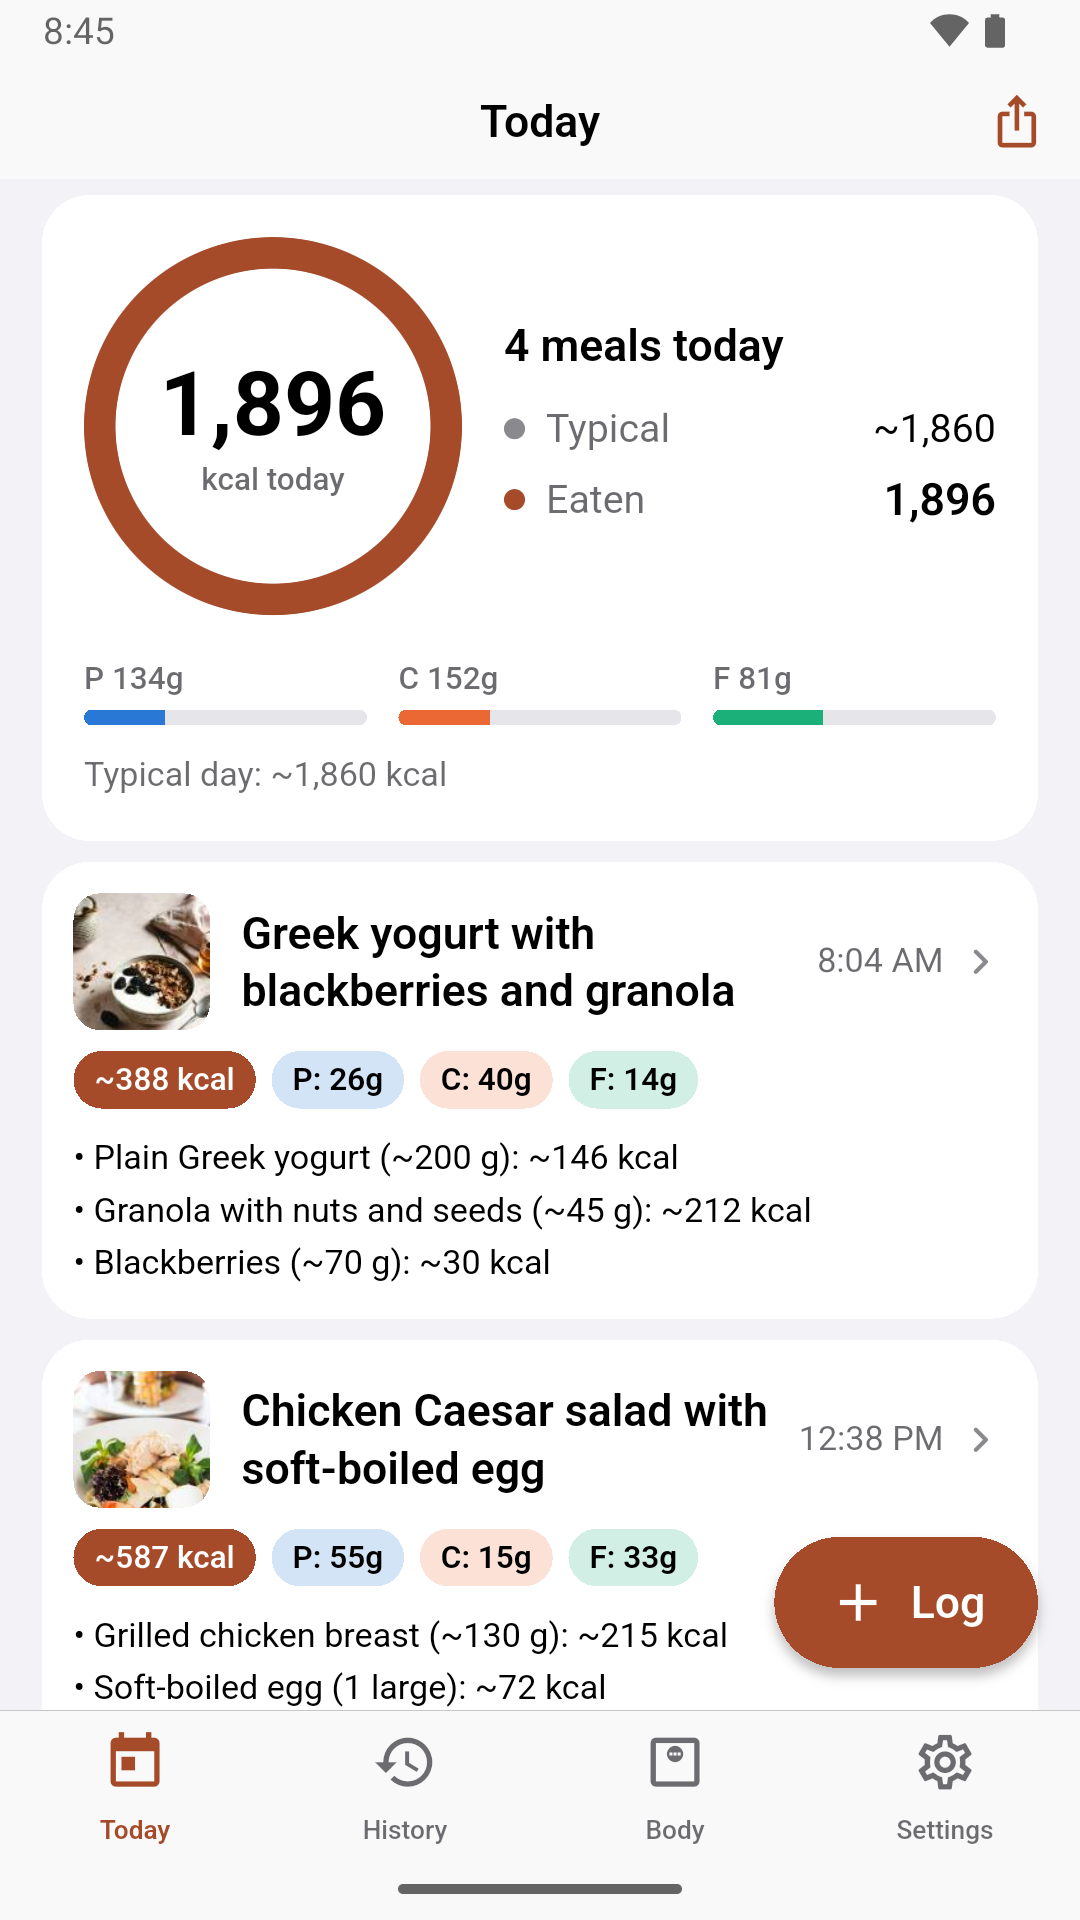 8:45
Today
1,896
kcal today
4 meals today
Typical ~1,860
Eaten 1,896
P 134g C 152g F 81g
Typical day: ~1,860 kcal
Greek yogurt with
blackberries and granola
8:04 AM
~388 kcal P: 26g C: 40g F: 14g
• Plain Greek yogurt (~200 g): ~146 kcal
• Granola with nuts and seeds (~45 g): ~212 kcal
• Blackberries (~70 g): ~30 kcal
Chicken Caesar salad with
soft-boiled egg
12:38 PM
~587 kcal P: 55g C: 15g F: 33g
• Grilled chicken breast (~130 g): ~215 kcal
• Soft-boiled egg (1 large): ~72 kcal
+ Log
Today History Body Settings